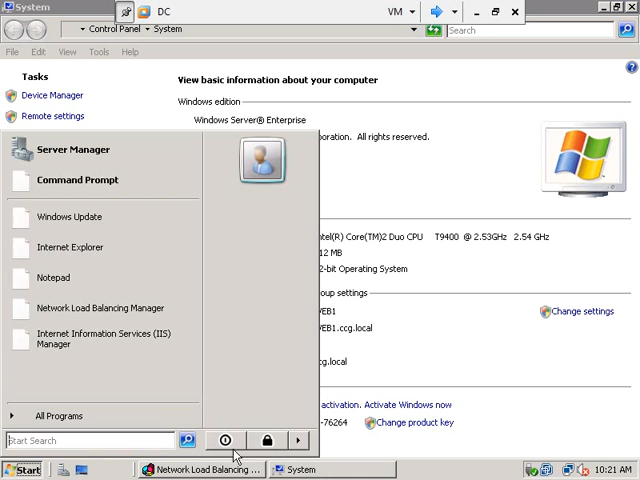 System
DC
VM
Control Panel
System
Search
File
Edit
View
Tools
Help
Tasks
Device Manager
Remote settings
View basic information about your computer
Windows edition
Windows Server® Enterprise
poration. All rights reserved.
Server Manager
Command Prompt
Windows Update
Internet Explorer
Notepad
Network Load Balancing Manager
Internet Information Services (IIS)
Manager
All Programs
Start Search
ntel(R) Core(TM)2 Duo CPU T9400 @ 2.53GHz 2.54 GHz
12 MB
2-bit Operating System
oup settings
EB1
EB1.ccg.local
cg.local
Change settings
activation. Activate Windows now
-76264
Change product key
Start
Network Load Balancing ...
System
10:21 AM